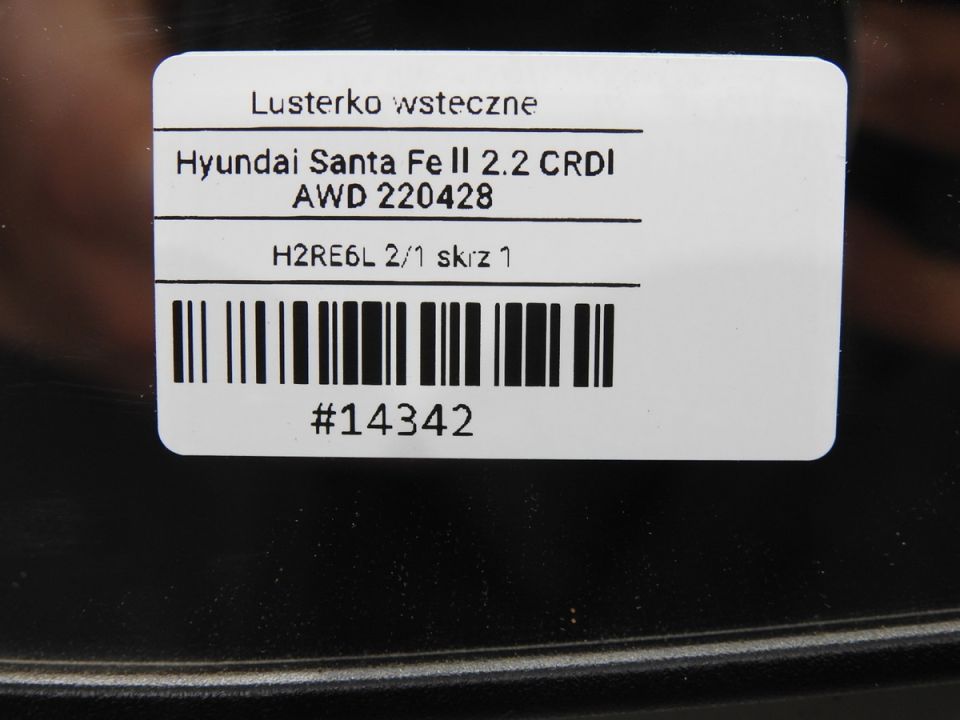 Lusterko wsteczne
Hyundai Santa Fe II 2.2 CRDI
AWD 220428
H2RE6L 2/1 skrz 1
#14342